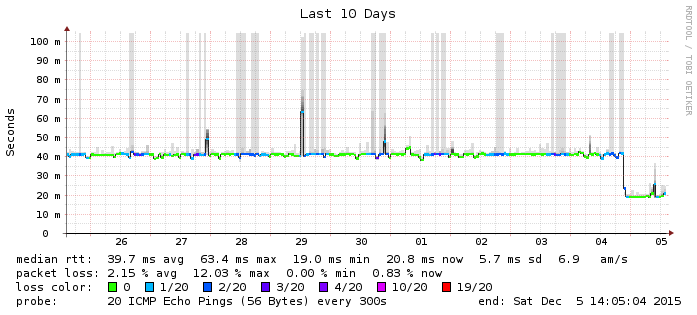 Last 10 Days
RRDTOOL / TOBI OETIKER
Seconds
100 m
90 m
80 m
70 m
60 m
50 m
40 m
30 m
20 m
10 m
0
26 27 28 29 30 01 02 03 04 05
median rtt: 39.7 ms avg 63.4 ms max 19.0 ms min 20.8 ms now 5.7 ms sd 6.9 am/s
packet loss: 2.15 % avg 12.03 % max 0.00 % min 0.83 % now
loss color: 0 1/20 2/20 3/20 4/20 10/20 19/20
probe: 20 ICMP Echo Pings (56 Bytes) every 300s end: Sat Dec 5 14:05:04 2015